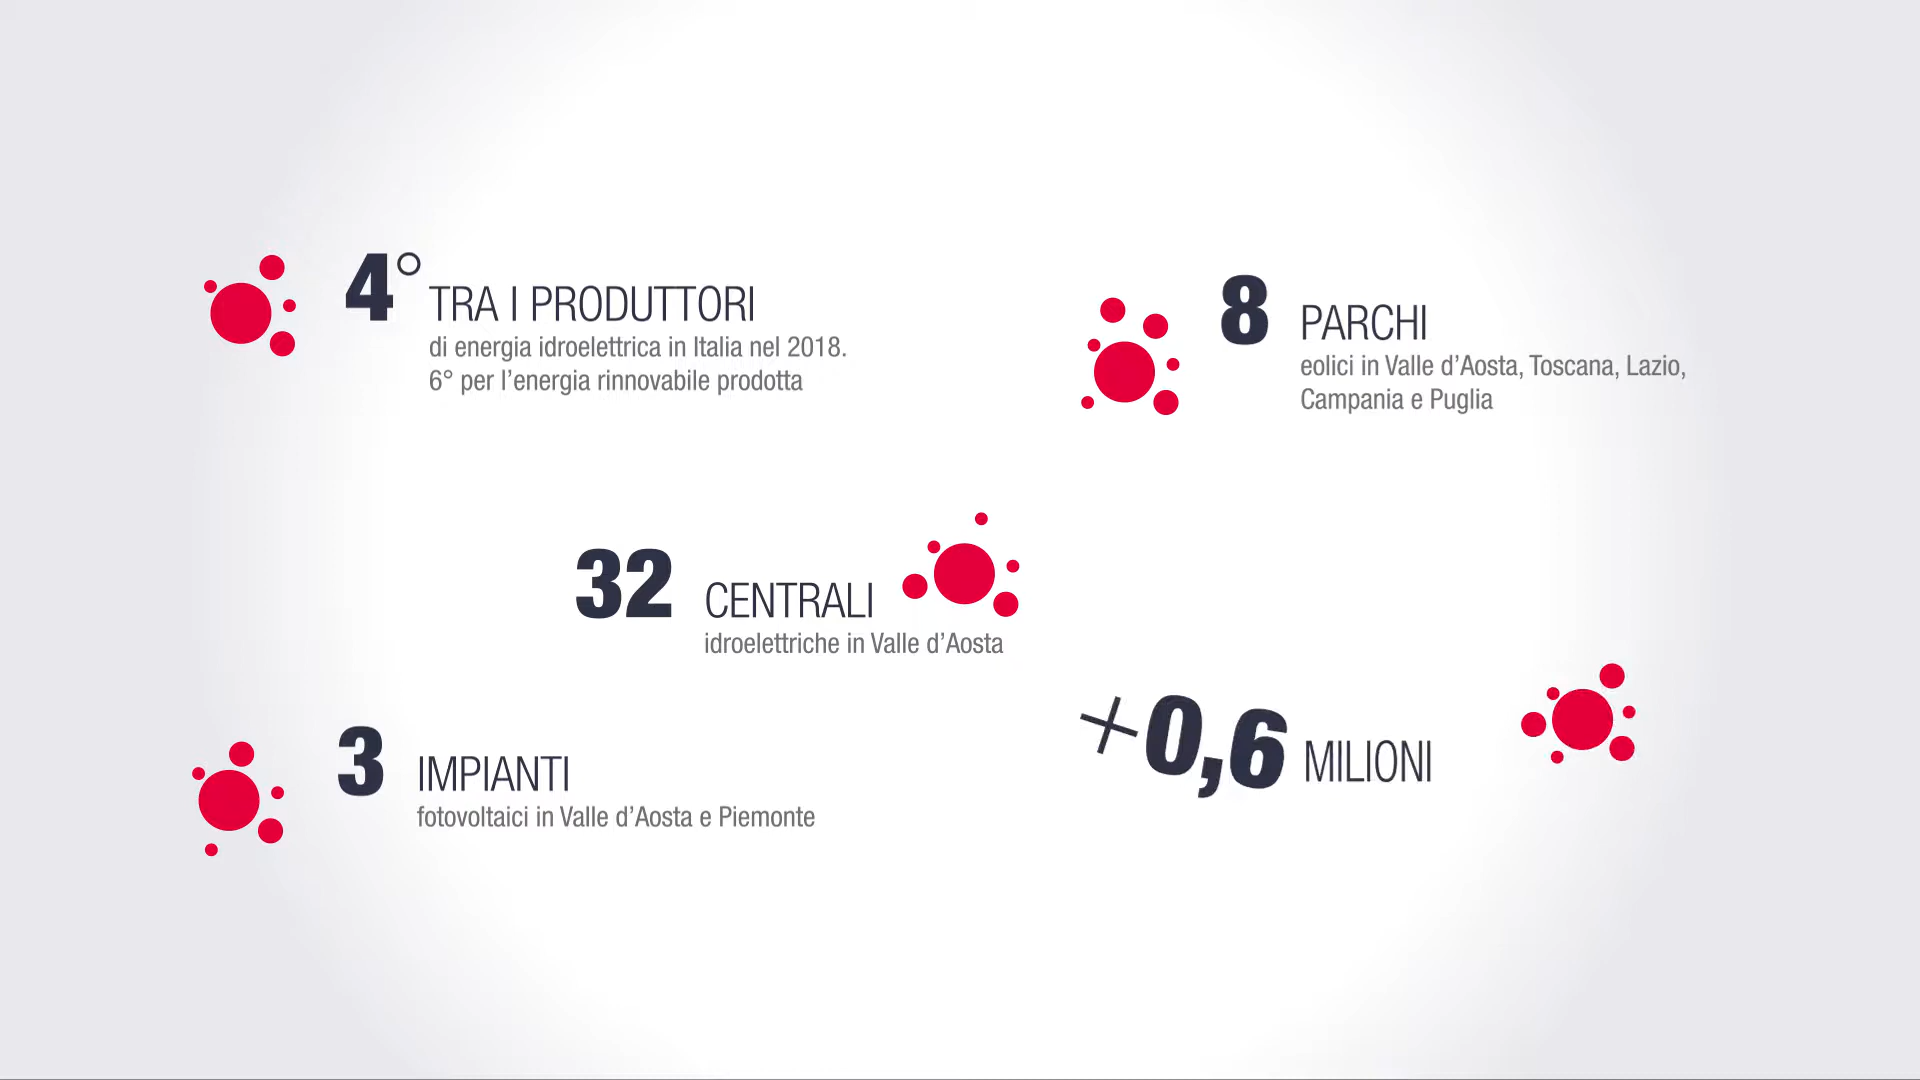 4° TRA I PRODUTTORI
di energia idroelettrica in Italia nel 2018.
6° per l’energia rinnovabile prodotta
8 PARCHI
eolici in Valle d’Aosta, Toscana, Lazio,
Campania e Puglia
32 CENTRALI
idroelettriche in Valle d’Aosta
3 IMPIANTI
fotovoltaici in Valle d’Aosta e Piemonte
+0,6 MILIONI